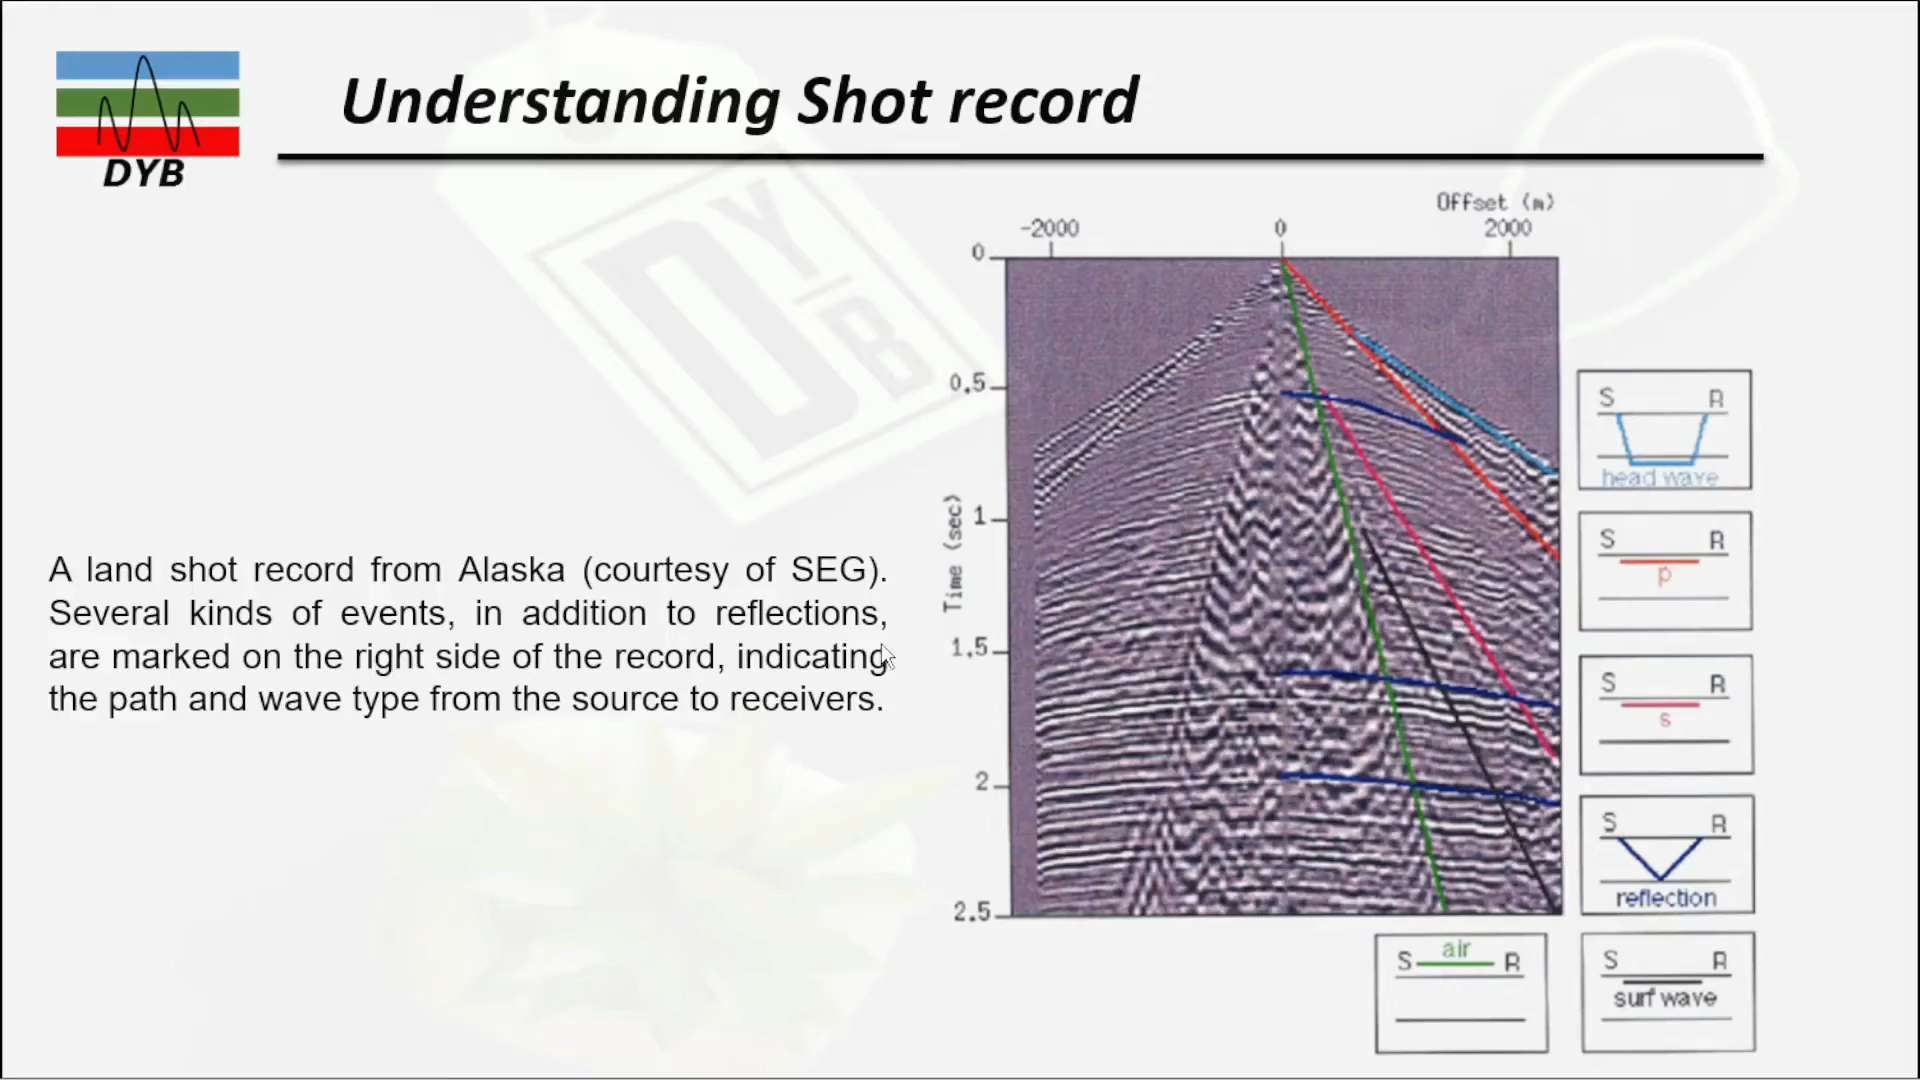 DYB
Understanding Shot record
A land shot record from Alaska (courtesy of SEG).
Several kinds of events, in addition to reflections,
are marked on the right side of the record, indicating
the path and wave type from the source to receivers.
Offset (m)
-2000 0 2000
0
0.5
1
1.5
2
2.5
Time (sec)
S R
head wave
S R
p
S R
s
S R
reflection
S air R
S R
surf wave
DYB